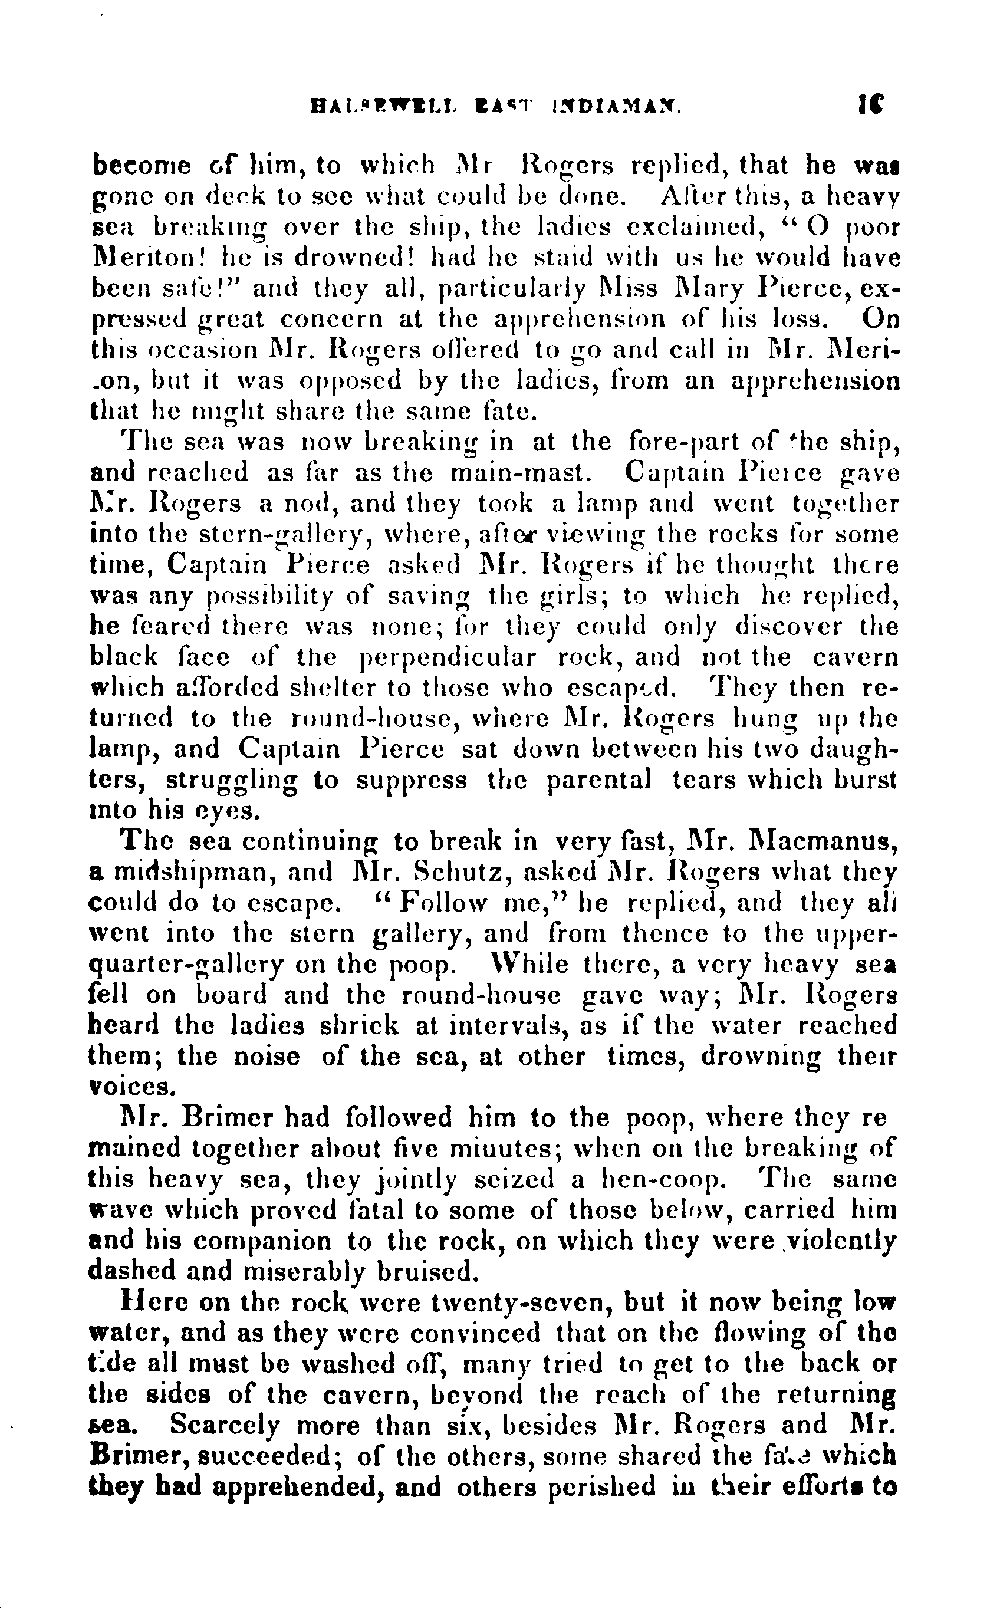 HALSEWELL EAST INDIAMAN.
become of him, to which Mr Rogers replied, that he was
gone on deck to see what could be done. After this, a heavy
sea breaking over the ship, the ladies exclaimed, “ O poor
Meriton! he is drowned! had he staid with us he would have
been safe!” and they all, particularly Miss Mary Pierce, ex-
pressed great concern at the apprehension of his loss. On
this occasion Mr. Rogers offered to go and call in Mr. Meri-
.on, but it was opposed by the ladies, from an apprehension
that he might share the same fate.
The sea was now breaking in at the fore-part of the ship,
and reached as far as the main-mast. Captain Pierce gave
Mr. Rogers a nod, and they took a lamp and went together
into the stern-gallery, where, after viewing the rocks for some
time, Captain Pierce asked Mr. Rogers if he thought there
was any possibility of saving the girls; to which he replied,
he feared there was none; for they could only discover the
black face of the perpendicular rock, and not the cavern
which afforded shelter to those who escaped. They then re-
turned to the round-house, where Mr. Rogers hung up the
lamp, and Captain Pierce sat down between his two daugh-
ters, struggling to suppress the parental tears which burst
into his eyes.
The sea continuing to break in very fast, Mr. Macmanus,
a midshipman, and Mr. Schutz, asked Mr. Rogers what they
could do to escape. “ Follow me,” he replied, and they all
went into the stern gallery, and from thence to the upper-
quarter-gallery on the poop. While there, a very heavy sea
fell on board and the round-house gave way; Mr. Rogers
heard the ladies shriek at intervals, as if the water reached
them; the noise of the sea, at other times, drowning their
voices.
Mr. Brimer had followed him to the poop, where they re
mained together about five minutes; when on the breaking of
this heavy sea, they jointly seized a hen-coop. The same
wave which proved fatal to some of those below, carried him
and his companion to the rock, on which they were violently
dashed and miserably bruised.
Here on the rock were twenty-seven, but it now being low
water, and as they were convinced that on the flowing of the
tide all must be washed off, many tried to get to the back or
the sides of the cavern, beyond the reach of the returning
sea. Scarcely more than six, besides Mr. Rogers and Mr.
Brimer, succeeded; of the others, some shared the fate which
they had apprehended, and others perished in their efforts to